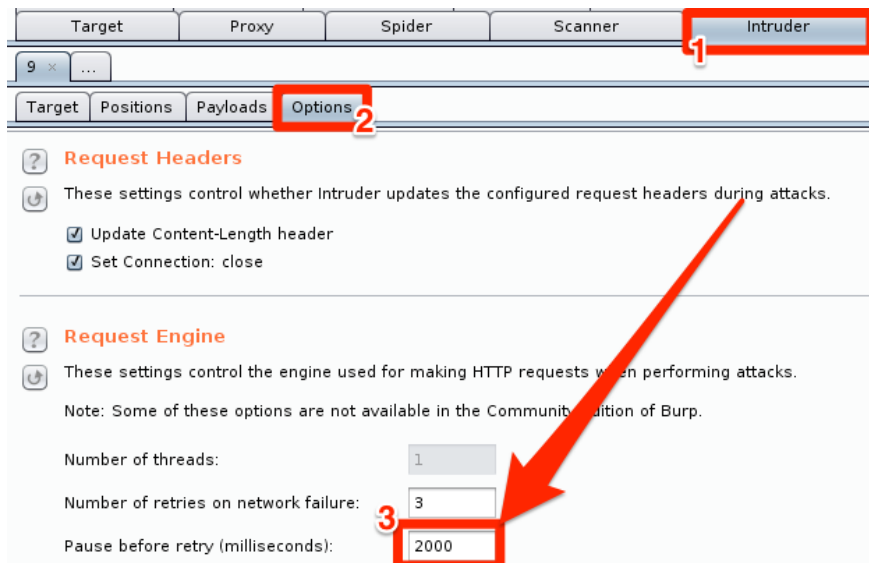 Target Proxy Spider Scanner Intruder
1
9 × ...
Target Positions Payloads Options
2
Request Headers
? These settings control whether Intruder updates the configured request headers during attacks.
Update Content-Length header
Set Connection: close
? Request Engine
These settings control the engine used for making HTTP requests when performing attacks.
Note: Some of these options are not available in the Community Edition of Burp.
Number of threads: 1
Number of retries on network failure: 3
3
Pause before retry (milliseconds): 2000